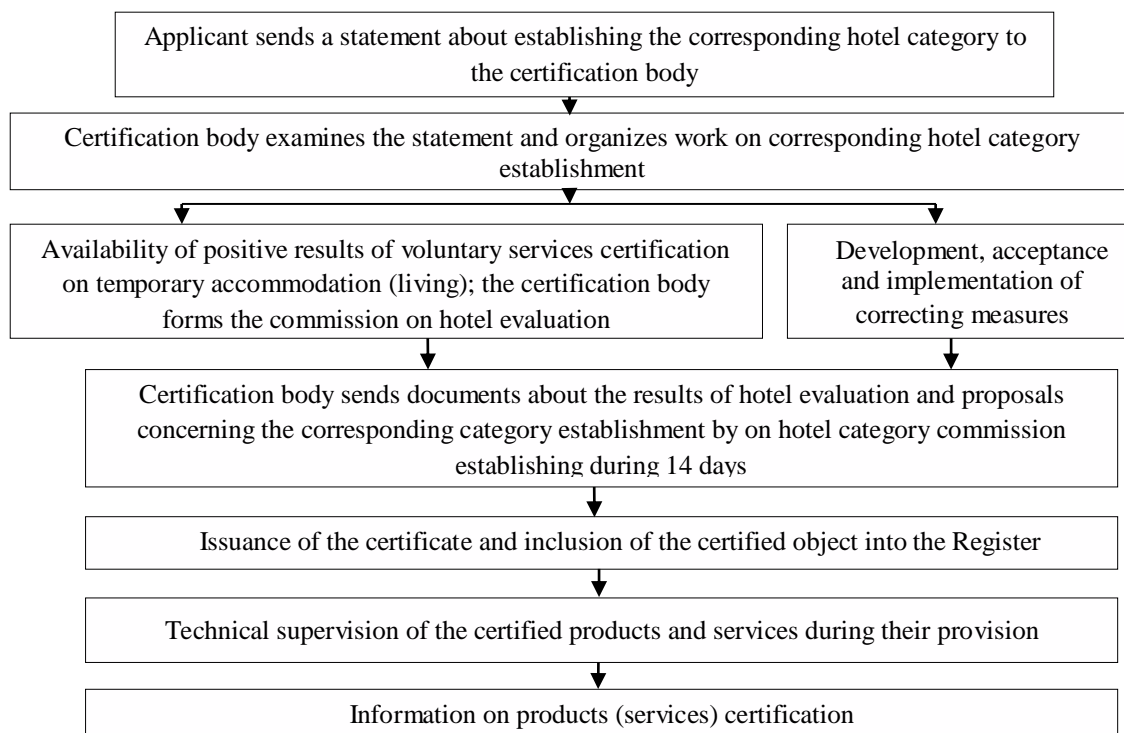 Applicant sends a statement about establishing the corresponding hotel category to
the certification body
Certification body examines the statement and organizes work on corresponding hotel category
establishment
Availability of positive results of voluntary services certification
on temporary accommodation (living); the certification body
forms the commission on hotel evaluation
Development, acceptance
and implementation of
correcting measures
Certification body sends documents about the results of hotel evaluation and proposals
concerning the corresponding category establishment by on hotel category commission
establishing during 14 days
Issuance of the certificate and inclusion of the certified object into the Register
Technical supervision of the certified products and services during their provision
Information on products (services) certification